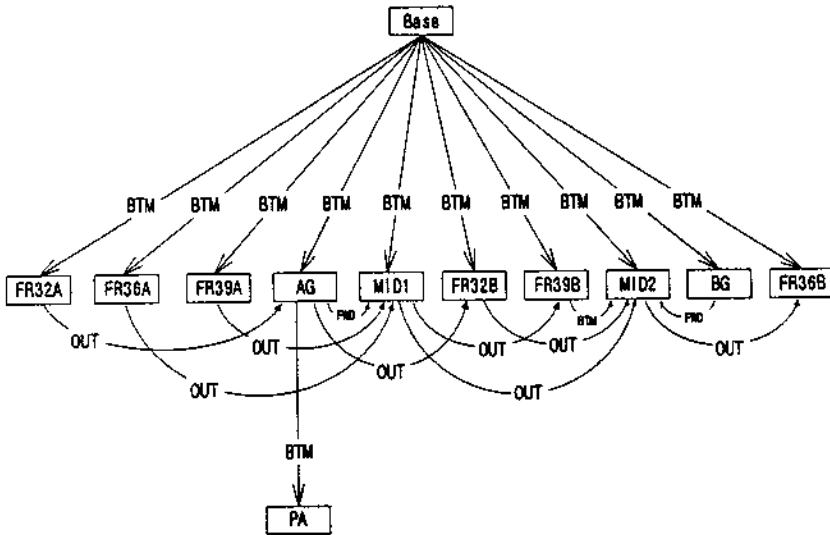 Base
BTM BTM BTM BTM BTM BTM BTM BTM BTM
FR32A FR36A FR39A AG MID1 FR32B FR39B MID2 BG FR36B
FND BTM FND
OUT OUT OUT OUT OUT OUT
OUT OUT
BTM
PA